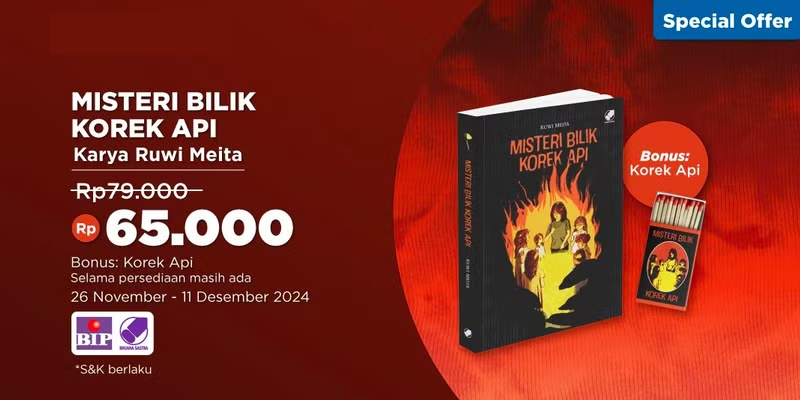 Special Offer
MISTERI BILIK
KOREK API
Karya Ruwi Meita
Rp79.000
Rp 65.000
Bonus: Korek Api
Selama persediaan masih ada
26 November - 11 Desember 2024
BIP
BHUANA SASTRA
*S&K berlaku
RUWI MEITA
MISTERI BILIK
KOREK API
MISTERI BILIK KOREK API
RUWI MEITA
Bonus:
Korek Api
MISTERI BILIK
KOREK API